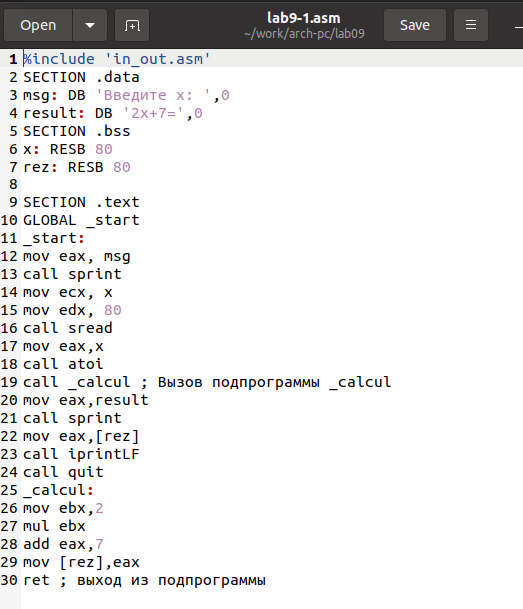 Open
lab9-1.asm
~/work/arch-pc/lab09
Save
1 %include 'in_out.asm'
2 SECTION .data
3 msg: DB 'Введите x: ',0
4 result: DB '2x+7=',0
5 SECTION .bss
6 x: RESB 80
7 rez: RESB 80
8
9 SECTION .text
10 GLOBAL _start
11 _start:
12 mov eax, msg
13 call sprint
14 mov ecx, x
15 mov edx, 80
16 call sread
17 mov eax,x
18 call atoi
19 call _calcul ; Вызов подпрограммы _calcul
20 mov eax,result
21 call sprint
22 mov eax,[rez]
23 call iprintLF
24 call quit
25 _calcul:
26 mov ebx,2
27 mul ebx
28 add eax,7
29 mov [rez],eax
30 ret ; выход из подпрограммы